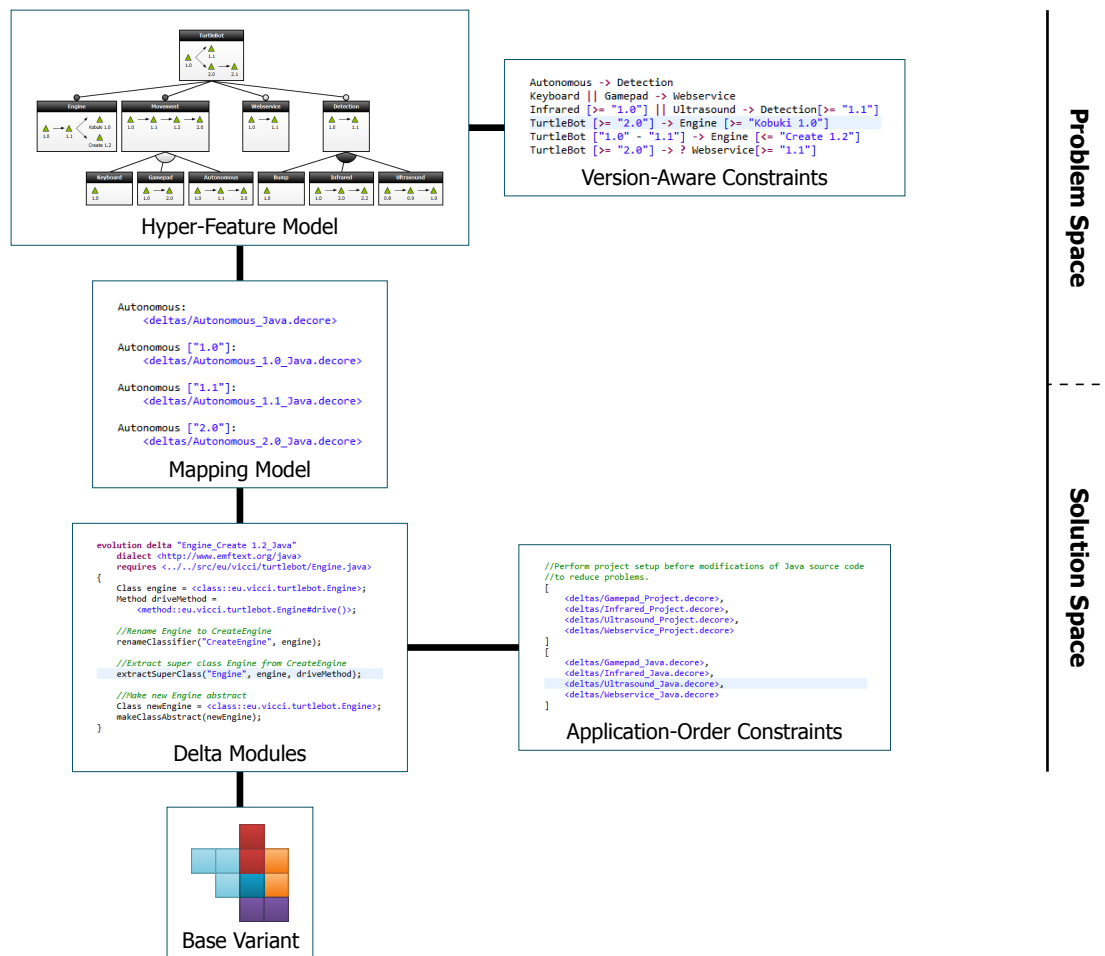 TurtleBot
1.0
1.1
2.0
2.1
Engine
1.0
1.1
Kobuki 1.0
Create 1.2
Movement
1.0
1.1
1.2
2.0
Webservice
1.0
1.1
Detection
1.0
1.1
Keyboard
1.0
Gamepad
1.0
2.0
Autonomous
1.0
1.1
2.0
Bump
1.0
Infrared
1.0
2.0
2.2
Ultrasound
0.8
0.9
1.0
Hyper-Feature Model
Autonomous -> Detection
Keyboard || Gamepad -> Webservice
Infrared [>= "1.0"] || Ultrasound -> Detection[>= "1.1"]
TurtleBot [>= "2.0"] -> Engine [>= "Kobuki 1.0"]
TurtleBot ["1.0" - "1.1"] -> Engine [<= "Create 1.2"]
TurtleBot [>= "2.0"] -> ? Webservice[>= "1.1"]
Version-Aware Constraints
Problem Space
Autonomous:
<deltas/Autonomous_Java.decore>
Autonomous ["1.0"]:
<deltas/Autonomous_1.0_Java.decore>
Autonomous ["1.1"]:
<deltas/Autonomous_1.1_Java.decore>
Autonomous ["2.0"]:
<deltas/Autonomous_2.0_Java.decore>
Mapping Model
Solution Space
evolution delta "Engine_Create 1.2_Java"
dialect <http://www.emftext.org/java>
requires <../../src/eu/vicci/turtlebot/Engine.java>
{
Class engine = <class::eu.vicci.turtlebot.Engine>;
Method driveMethod =
<method::eu.vicci.turtlebot.Engine#drive()>;
//Rename Engine to CreateEngine
renameClassifier("CreateEngine", engine);
//Extract super class Engine from CreateEngine
extractSuperClass("Engine", engine, driveMethod);
//Make new Engine abstract
Class newEngine = <class::eu.vicci.turtlebot.Engine>;
makeClassAbstract(newEngine);
}
Delta Modules
//Perform project setup before modifications of Java source code
//to reduce problems.
[
<deltas/Gamepad_Project.decore>,
<deltas/Infrared_Project.decore>,
<deltas/Ultrasound_Project.decore>,
<deltas/Webservice_Project.decore>
]
[
<deltas/Gamepad_Java.decore>,
<deltas/Infrared_Java.decore>,
<deltas/Ultrasound_Java.decore>,
<deltas/Webservice_Java.decore>
]
Application-Order Constraints
Base Variant